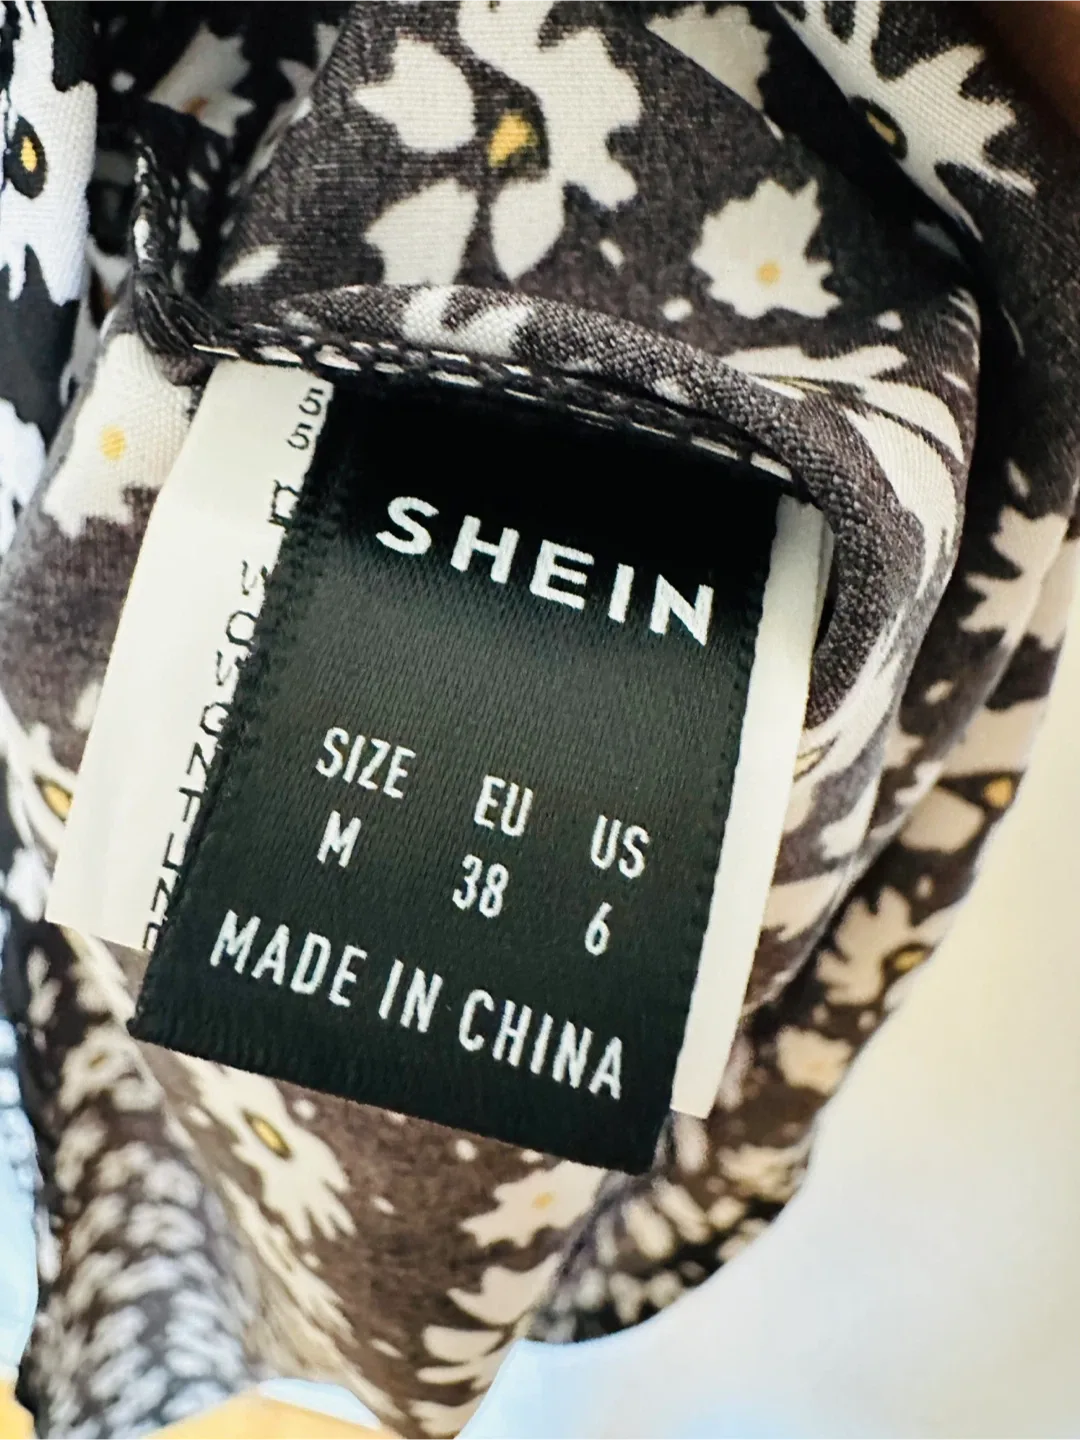 SHEIN
SIZE EU US
M 38 6
MADE IN CHINA